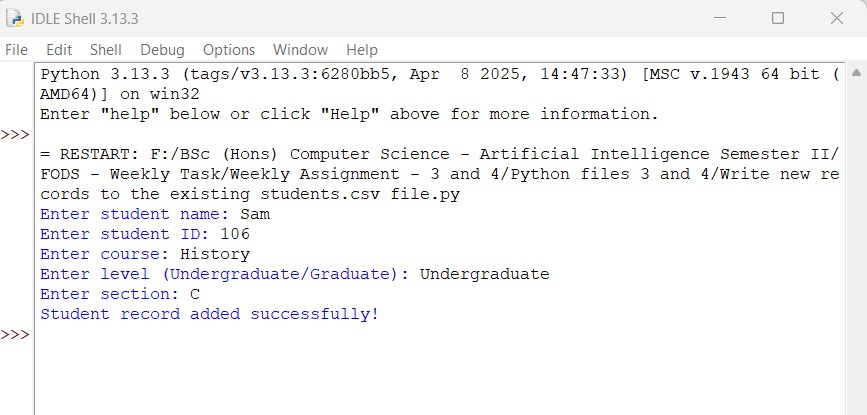 IDLE Shell 3.13.3
File Edit Shell Debug Options Window Help
Python 3.13.3 (tags/v3.13.3:6280bb5, Apr  8 2025, 14:47:33) [MSC v.1943 64 bit (
AMD64)] on win32
Enter "help" below or click "Help" above for more information.
>>>
= RESTART: F:/BSc (Hons) Computer Science - Artificial Intelligence Semester II/
FODS - Weekly Task/Weekly Assignment - 3 and 4/Python files 3 and 4/Write new re
cords to the existing students.csv file.py
Enter student name: Sam
Enter student ID: 106
Enter course: History
Enter level (Undergraduate/Graduate): Undergraduate
Enter section: C
Student record added successfully!
>>>